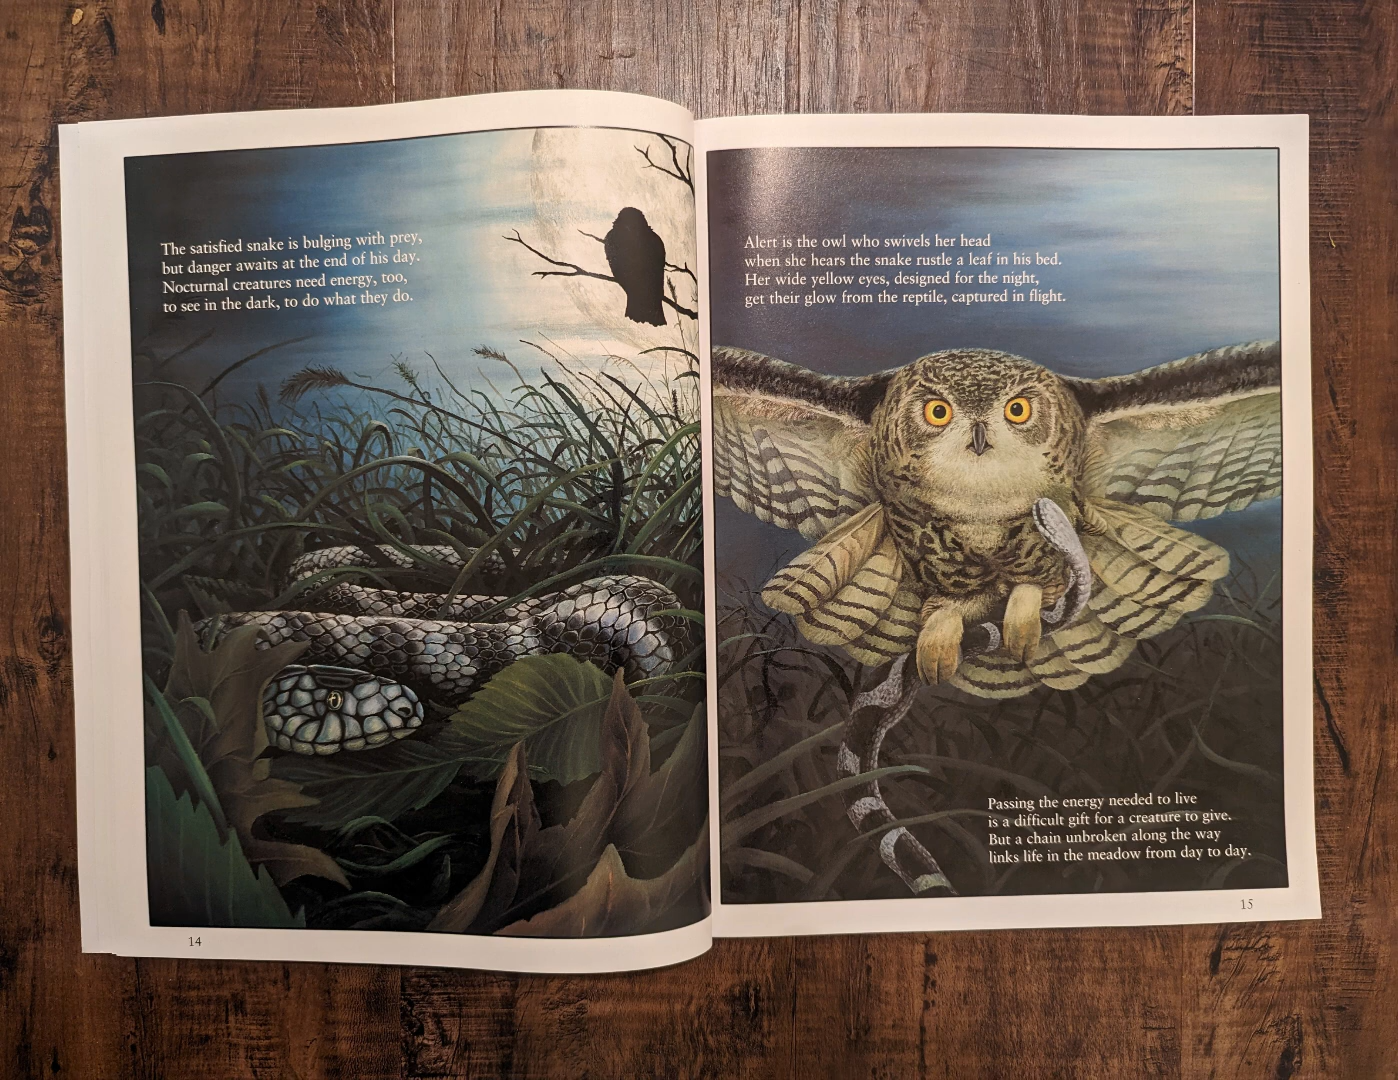 The satisfied snake is bulging with prey,
but danger awaits at the end of his day.
Nocturnal creatures need energy, too,
to see in the dark, to do what they do.
14
Alert is the owl who swivels her head
when she hears the snake rustle a leaf in his bed.
Her wide yellow eyes, designed for the night,
get their glow from the reptile, captured in flight.
Passing the energy needed to live
is a difficult gift for a creature to give.
But a chain unbroken along the way
links life in the meadow from day to day.
15